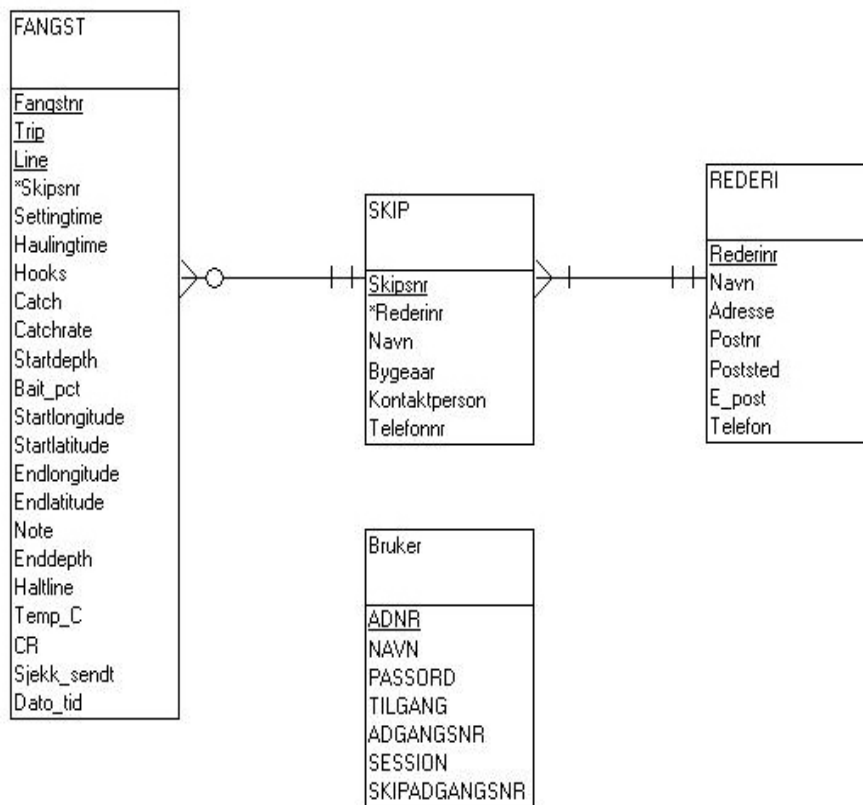 FANGST
Fangstnr
Trip
Line
*Skipsnr
Settingtime
Haulingtime
Hooks
Catch
Catchrate
Startdepth
Bait_pct
Startlongitude
Startlatitude
Endlongitude
Endlatitude
Note
Enddepth
Haltline
Temp_C
CR
Sjekk_sendt
Dato_tid
SKIP
Skipsnr
*Rederinr
Navn
Bygeaar
Kontaktperson
Telefonnr
REDERI
Rederinr
Navn
Adresse
Postnr
Poststed
E_post
Telefon
Bruker
ADNR
NAVN
PASSORD
TILGANG
ADGANGSNR
SESSION
SKIPADGANGSNR